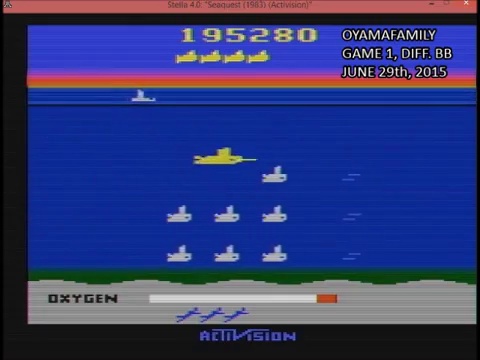 Stella 4.0: "Seaquest (1983) (Activision)"
195280
OYAMAFAMILY
GAME 1, DIFF. BB
JUNE 29th, 2015
OXYGEN
ACTIVISION